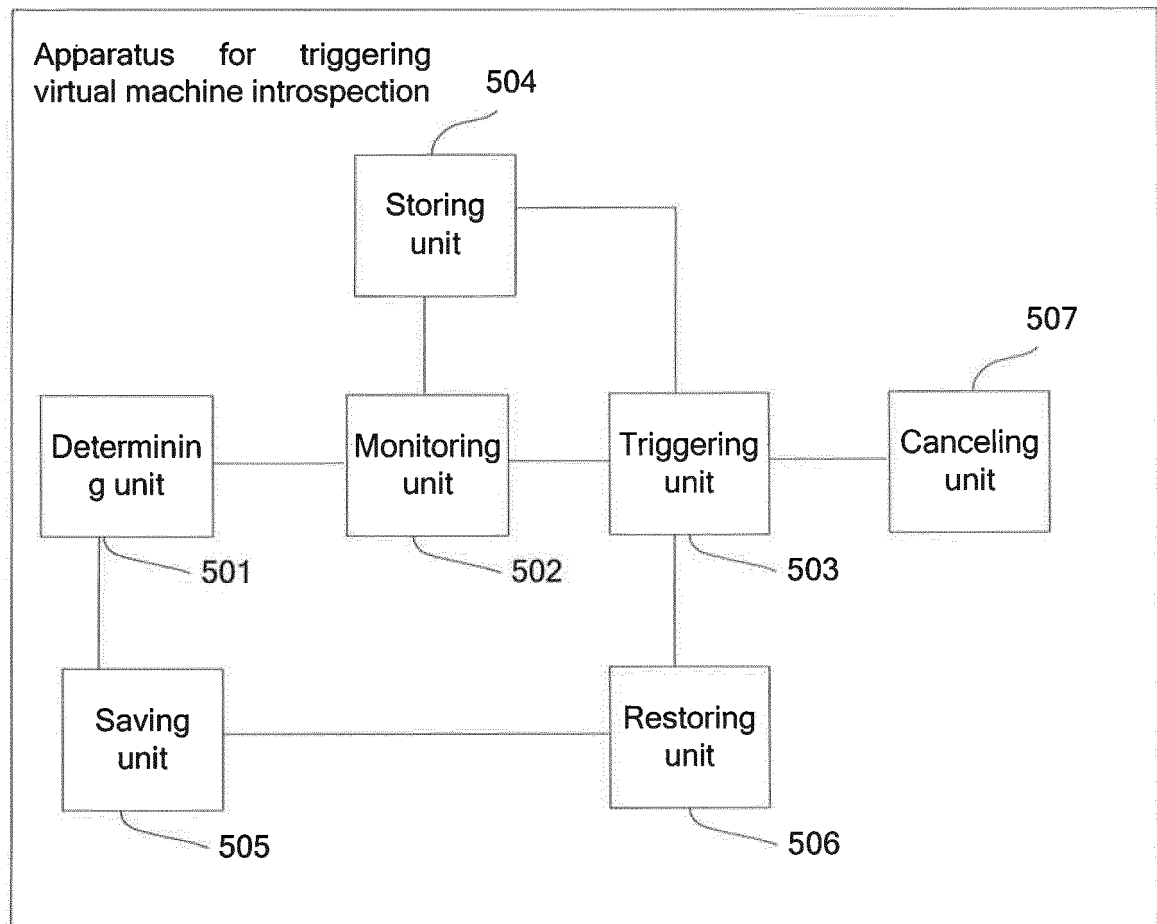 Apparatus for triggering
virtual machine introspection
504
Storing
unit
507
Determinin
g unit
Monitoring
unit
Triggering
unit
Canceling
unit
501
502
503
Saving
unit
Restoring
unit
505
506